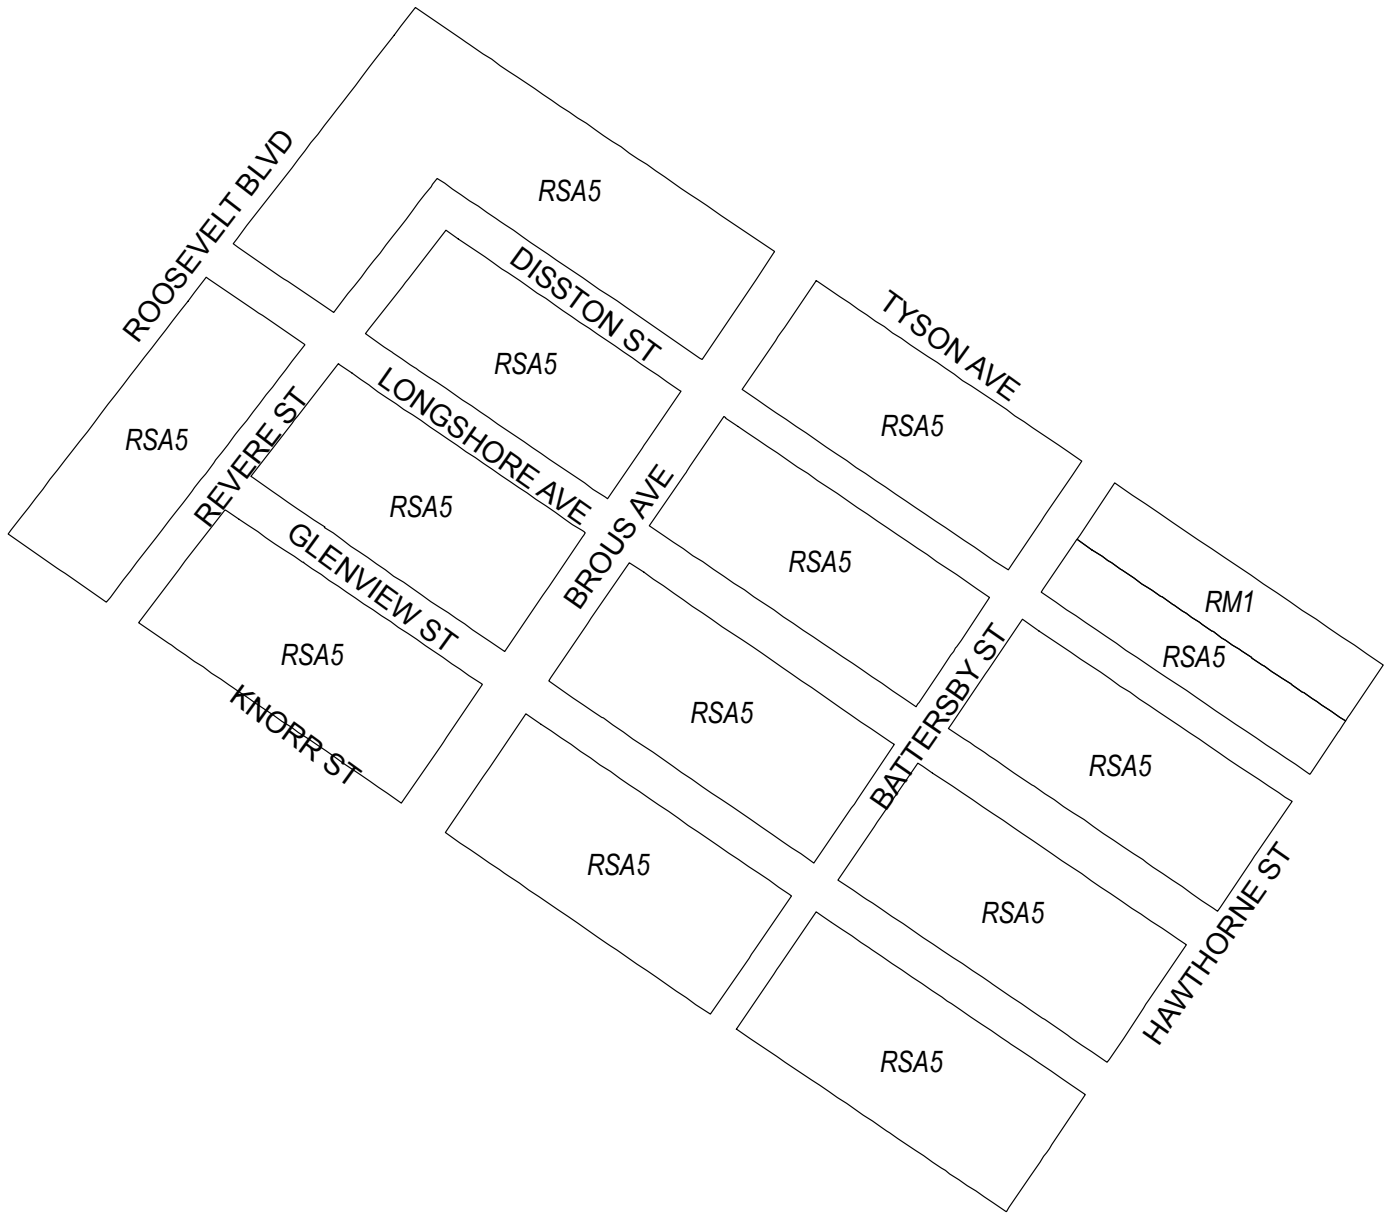 ROOSEVELT BLVD
RSA5
DISSTON ST
TYSON AVE
RSA5
RSA5
LONGSHORE AVE
RSA5
REVERE ST
RSA5
BROUS AVE
RSA5
RM1
RSA5
GLENVIEW ST
RSA5
BATTERSBY ST
RSA5
KNORR ST
RSA5
RSA5
HAWTHORNE ST
RSA5
RSA5